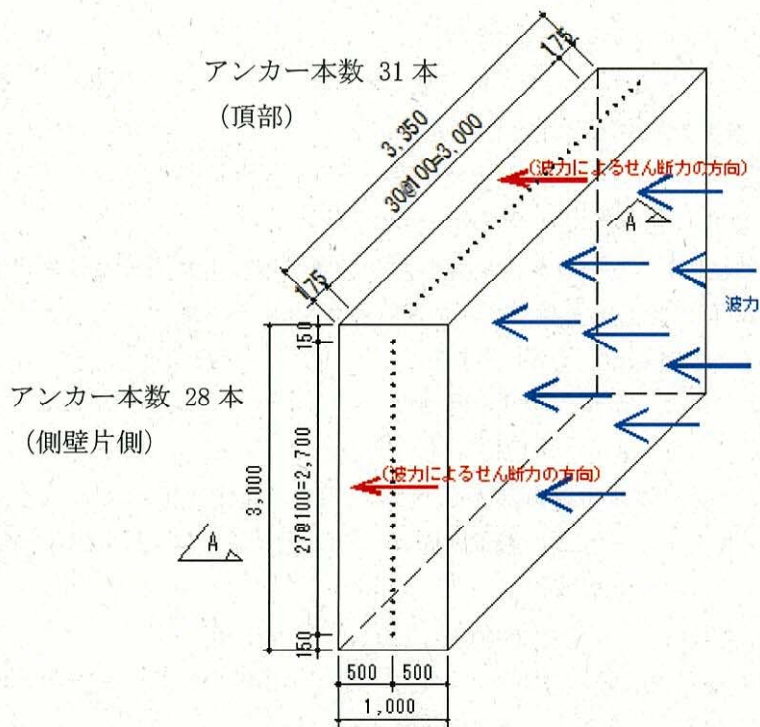 アンカー本数 31 本
(頂部)
175
3,350
30@100=3,000
175
(波力によるせん断力の方向)
A
波力
アンカー本数 28 本
(側壁片側)
150
3,000
27@100=2,700
150
(波力によるせん断力の方向)
A
500
500
1,000